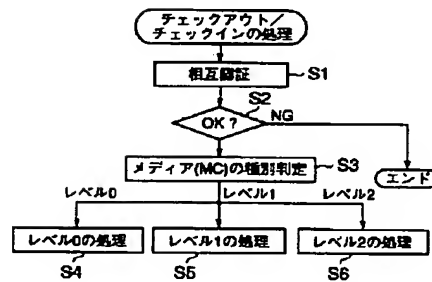 チェックアウト／
チェックインの処理
相互認証
S1
S2
OK？
NG
メディア(MC)の種別判定
S3
エンド
レベル0
レベル1
レベル2
レベル0の処理
レベル1の処理
レベル2の処理
S4
S5
S6